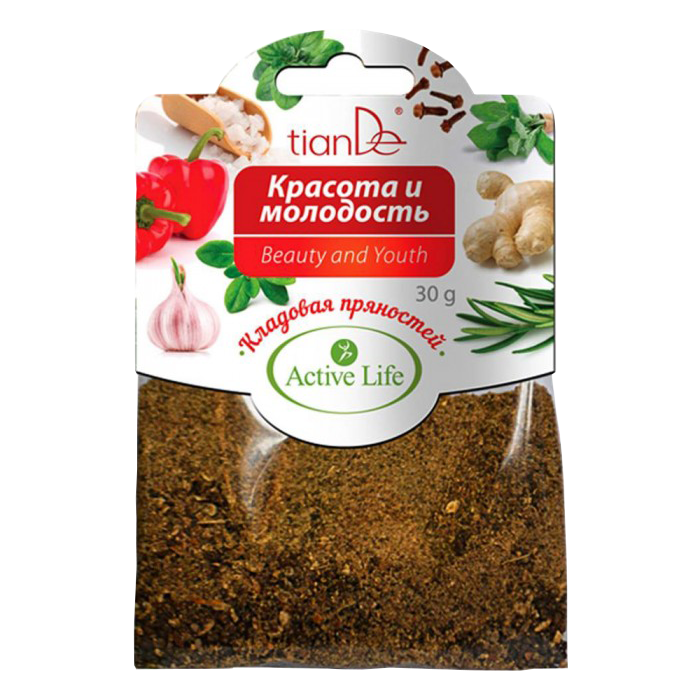 tianDe®
Красота и
молодость
Beauty and Youth
30 g
•Кладовая пряностей•
Active Life